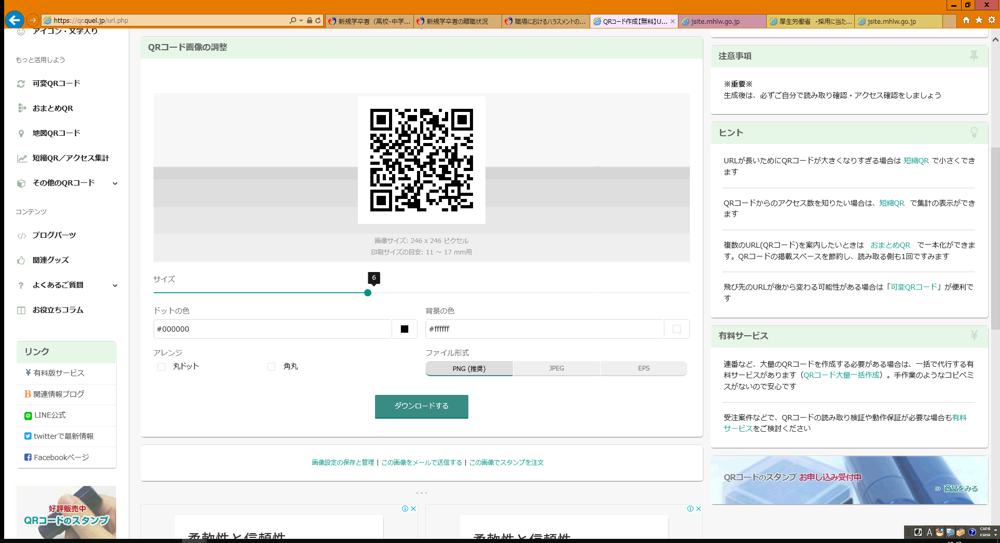 https://qr.quel.jp/url.php
新規学卒者（高校・中学...
新規学卒者の離職状況
職場におけるハラスメントの...
QRコード作成【無料】U...
jsite.mhlw.go.jp
厚生労働省 ・採用に当た...
jsite.mhlw.go.jp
アイコン・文字入り
もっと活用しよう
可変QRコード
おまとめQR
地図QRコード
短縮QR／アクセス集計
その他のQRコード
コンテンツ
ブログパーツ
関連グッズ
よくあるご質問
お役立ちコラム
リンク
有料版サービス
関連情報ブログ
LINE公式
twitterで最新情報
Facebookページ
好評販売中
QRコードのスタンプ
QRコード画像の調整
画像サイズ: 246 x 246 ピクセル
印刷サイズの目安: 11 ～ 17 mm用
サイズ
6
ドットの色
背景の色
#000000
#ffffff
アレンジ
ファイル形式
丸ドット
角丸
PNG (推奨)
JPEG
EPS
ダウンロードする
画像設定の保存と管理 | この画像をメールで送信する | この画像でスタンプを注文
...
柔軟性と信頼性
柔軟性と信頼性
注意事項
※重要※
生成後は、必ずご自分で読み取り確認・アクセス確認をしましょう
ヒント
URLが長いためにQRコードが大きくなりすぎる場合は 短縮QR で小さくでき
ます
QRコードからのアクセス数を知りたい場合は、短縮QR で集計の表示ができ
ます
複数のURL(QRコード)を案内したいときは おまとめQR で一本化ができま
す。QRコードの掲載スペースを節約し、読み取る側も1回ですみます
飛び先のURLが後から変わる可能性がある場合は「可変QRコード」が便利で
す
有料サービス
¥
連番など、大量のQRコードを作成する必要がある場合は、一括で代行する有
料サービスがあります（QRコード大量一括作成）。手作業のようなコピペミ
スがないので安心です
受注案件などで、QRコードの読み取り検証や動作保証が必要な場合も有料
サービスをご検討ください
QRコードのスタンプ お申し込み受付中
» 商品をみる
A
CAPS
KANA